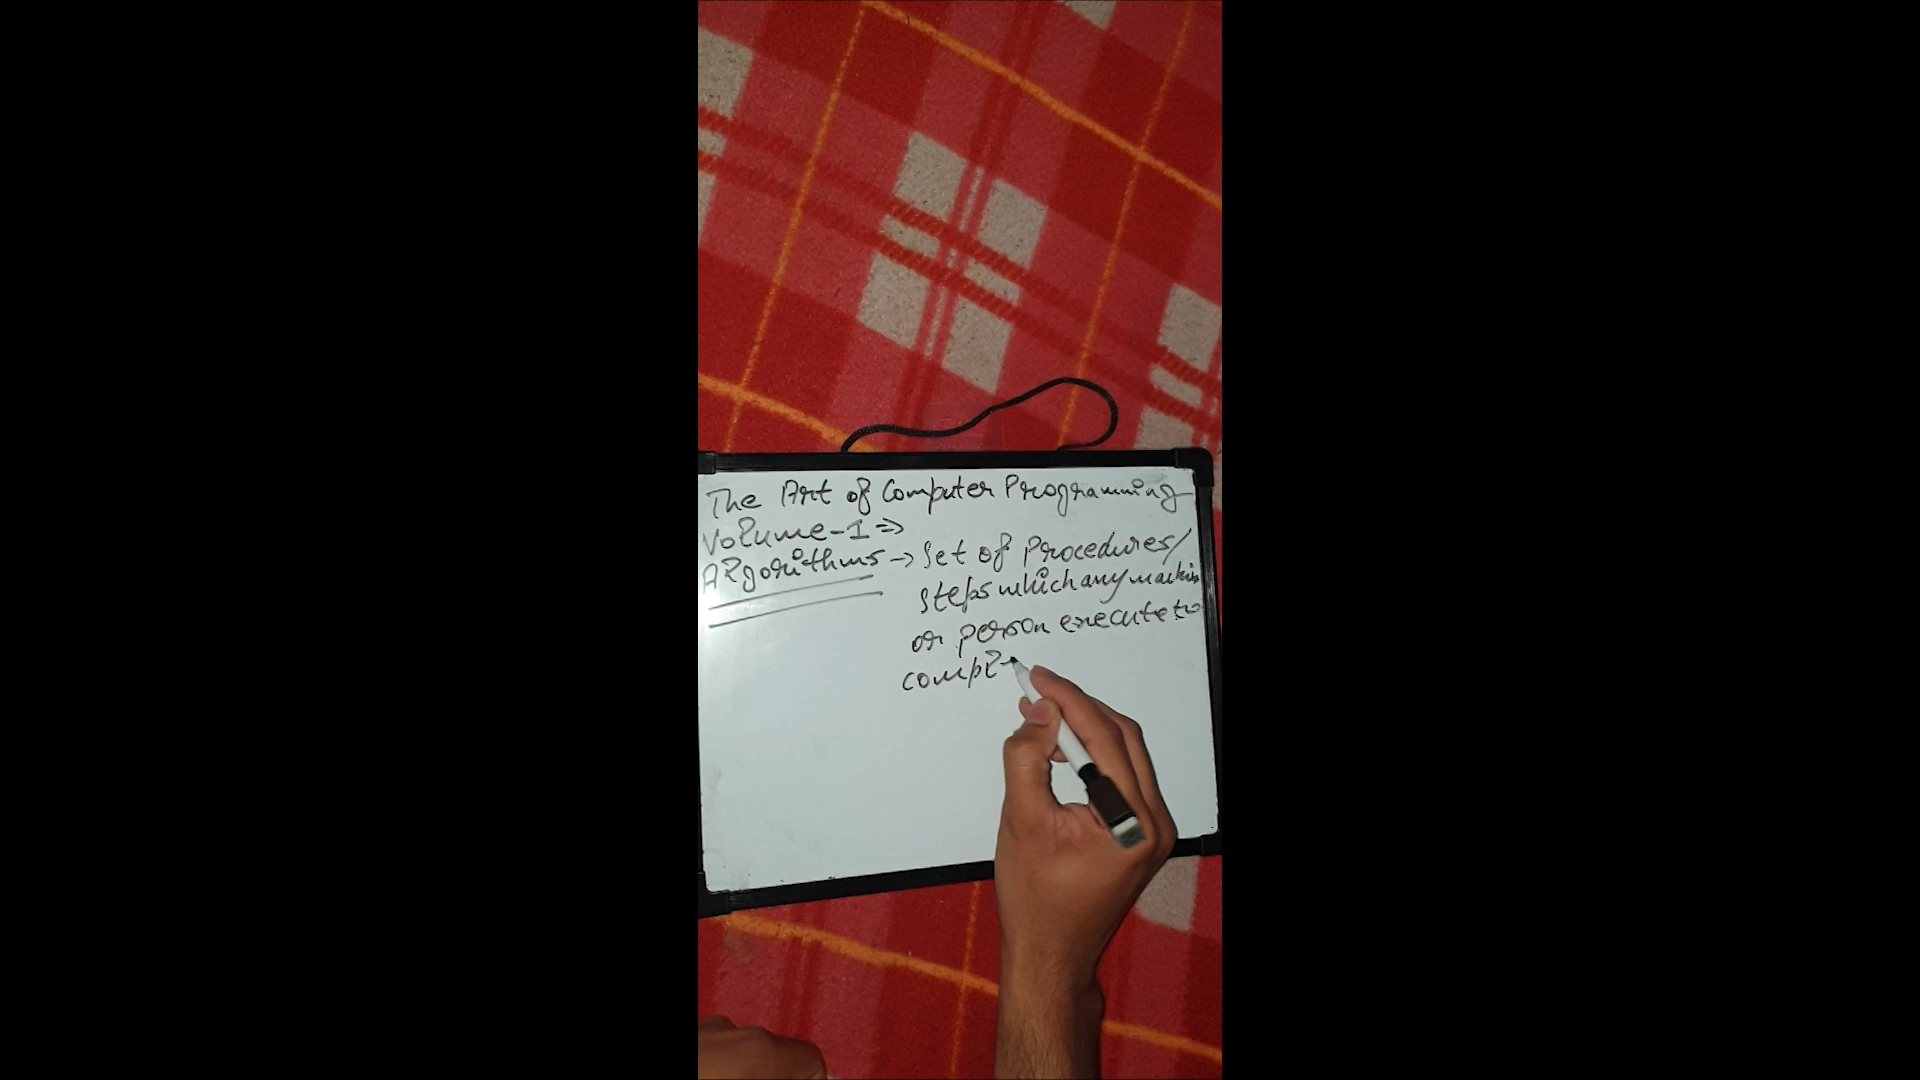 The Art of Computer Programming
Volume-1 =>
Algorithms -> Set of Procedures/
steps which any machin
or person execute to
compl